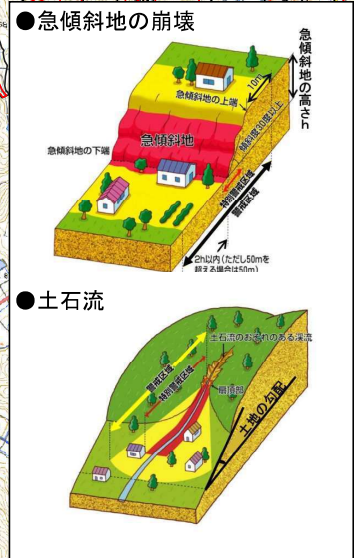 ●急傾斜地の崩壊
急傾斜地の高さh
10m
急傾斜地の上端
傾斜度30度以上
急傾斜地
急傾斜地の下端
特別警戒区域
警戒区域
2h以内(ただし50mを
超える場合は50m)
●土石流
土石流のおそれのある渓流
警戒区域
特別警戒区域
扇頂部
土地の勾配